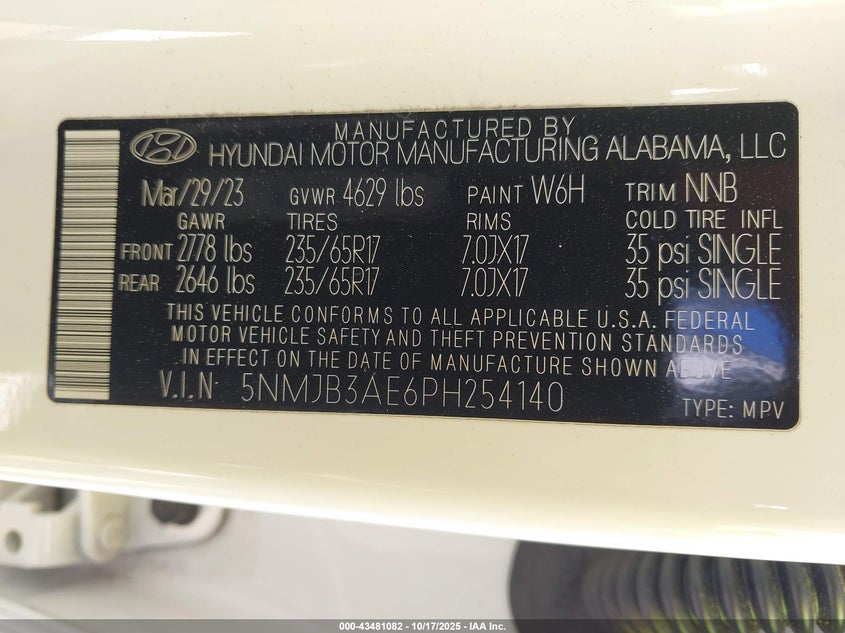 MANUFACTURED BY
HYUNDAI MOTOR MANUFACTURING ALABAMA, LLC
Mar/29/23 GVWR 4629 lbs PAINT W6H TRIM NNB
GAWR TIRES RIMS COLD TIRE INFL
FRONT 2778 lbs 235/65R17 7.0JX17 35 psi SINGLE
REAR 2646 lbs 235/65R17 7.0JX17 35 psi SINGLE
THIS VEHICLE CONFORMS TO ALL APPLICABLE U.S.A. FEDERAL
MOTOR VEHICLE SAFETY AND THEFT PREVENTION STANDARDS
IN EFFECT ON THE DATE OF MANUFACTURE SHOWN ABOVE
V.I.N 5NMJB3AE6PH254140
TYPE: MPV
000-43481082 - 10/17/2025 - IAA Inc.